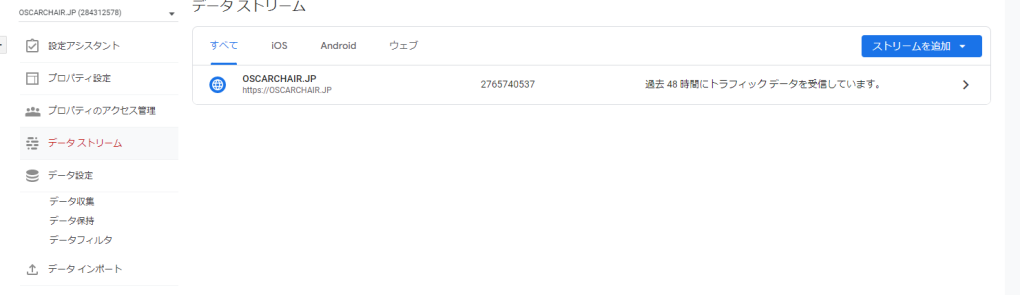 OSCARCHAIR.JP (284312578)
設定アシスタント
プロパティ設定
プロパティのアクセス管理
データ ストリーム
データ設定
データ収集
データ保持
データフィルタ
データ インポート
データ ストリーム
すべて iOS Android ウェブ ストリームを追加
OSCARCHAIR.JP
https://OSCARCHAIR.JP
2765740537
過去 48 時間にトラフィック データを受信しています。